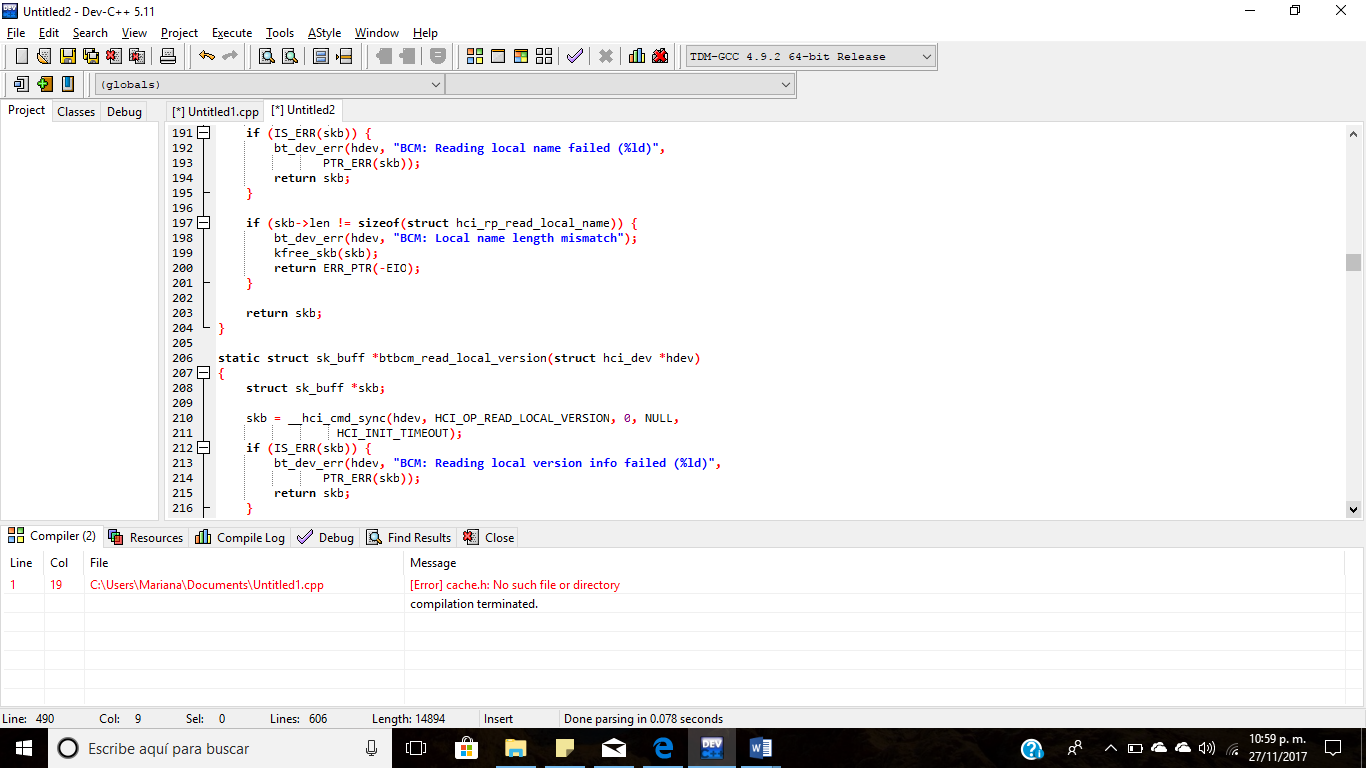 Untitled2 - Dev-C++ 5.11
File Edit Search View Project Execute Tools AStyle Window Help
TDM-GCC 4.9.2 64-bit Release
(globals)
Project Classes Debug
[*] Untitled1.cpp [*] Untitled2
191 if (IS_ERR(skb)) {
192 bt_dev_err(hdev, "BCM: Reading local name failed (%ld)",
193 PTR_ERR(skb));
194 return skb;
195 }
196
197 if (skb->len != sizeof(struct hci_rp_read_local_name)) {
198 bt_dev_err(hdev, "BCM: Local name length mismatch");
199 kfree_skb(skb);
200 return ERR_PTR(-EIO);
201 }
202
203 return skb;
204 }
205
206 static struct sk_buff *btbcm_read_local_version(struct hci_dev *hdev)
207 {
208 struct sk_buff *skb;
209
210 skb = __hci_cmd_sync(hdev, HCI_OP_READ_LOCAL_VERSION, 0, NULL,
211 HCI_INIT_TIMEOUT);
212 if (IS_ERR(skb)) {
213 bt_dev_err(hdev, "BCM: Reading local version info failed (%ld)",
214 PTR_ERR(skb));
215 return skb;
216 }
Compiler (2) Resources Compile Log Debug Find Results Close
Line Col File Message
1 19 C:\Users\Mariana\Documents\Untitled1.cpp [Error] cache.h: No such file or directory
compilation terminated.
Line: 490 Col: 9 Sel: 0 Lines: 606 Length: 14894 Insert Done parsing in 0.078 seconds
Escribe aquí para buscar
10:59 p. m.
27/11/2017